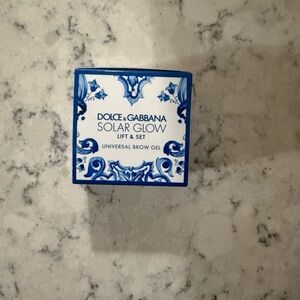 DOLCE & GABBANA
SOLAR GLOW
LIFT & SET
UNIVERSAL BROW GEL